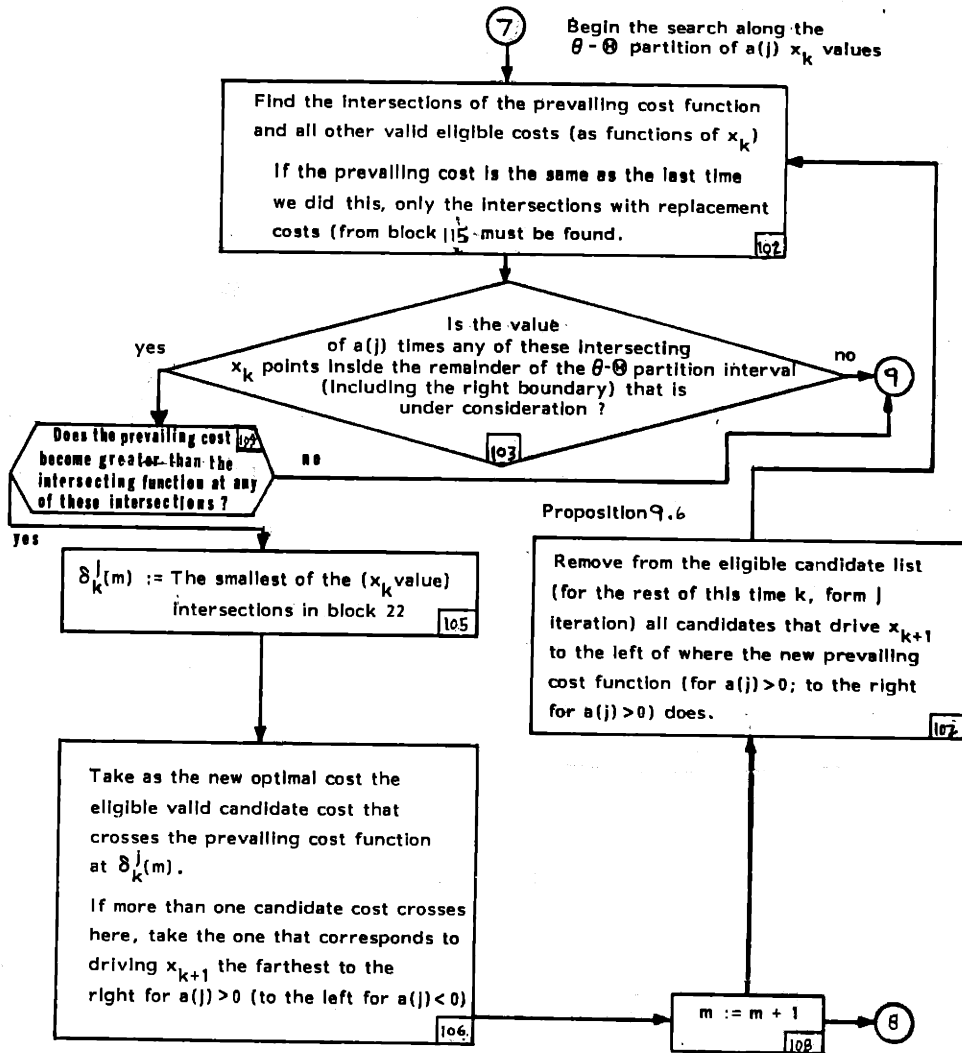 7
Begin the search along the
θ - Θ partition of a(j) x_k values
Find the intersections of the prevailing cost function
and all other valid eligible costs (as functions of x_k)
If the prevailing cost is the same as the last time
we did this, only the intersections with replacement
costs (from block 115 must be found.
102
Is the value
of a(j) times any of these intersecting
x_k points inside the remainder of the θ-Θ partition interval
(including the right boundary) that is
under consideration ?
103
yes
no
9
Does the prevailing cost
104
become greater than the
intersecting function at any
of these intersections ?
no
yes
δ_k^j(m) := The smallest of the (x_k value)
intersections in block 22
105
Proposition 9.6
Remove from the eligible candidate list
(for the rest of this time k, form j
iteration) all candidates that drive x_{k+1}
to the left of where the new prevailing
cost function (for a(j)>0; to the right
for a(j)>0) does.
107
Take as the new optimal cost the
eligible valid candidate cost that
crosses the prevailing cost function
at δ_k^j(m).
If more than one candidate cost crosses
here, take the one that corresponds to
driving x_{k+1} the farthest to the
right for a(j)>0 (to the left for a(j)<0)
106
m := m + 1
108
8